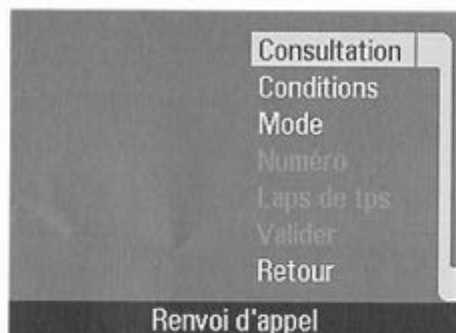 Consultation
Conditions
Mode
Numéro
Laps de tps
Valider
Retour
Renvoi d'appel